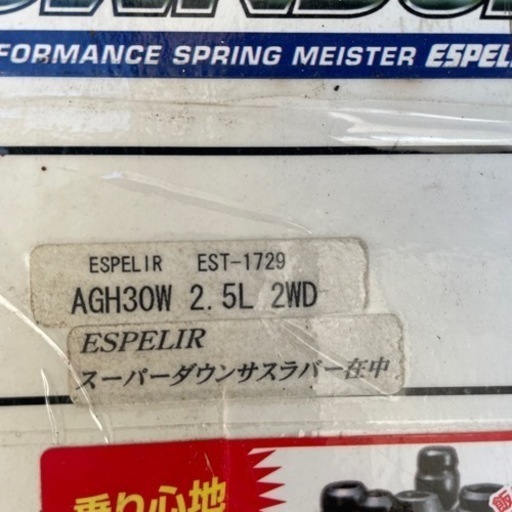 FORMANCE SPRING MEISTER ESPEL
ESPELIR EST-1729
AGH30W 2.5L 2WD
ESPELIR
スーパーダウンサスラバー在中
乗り心地
飯